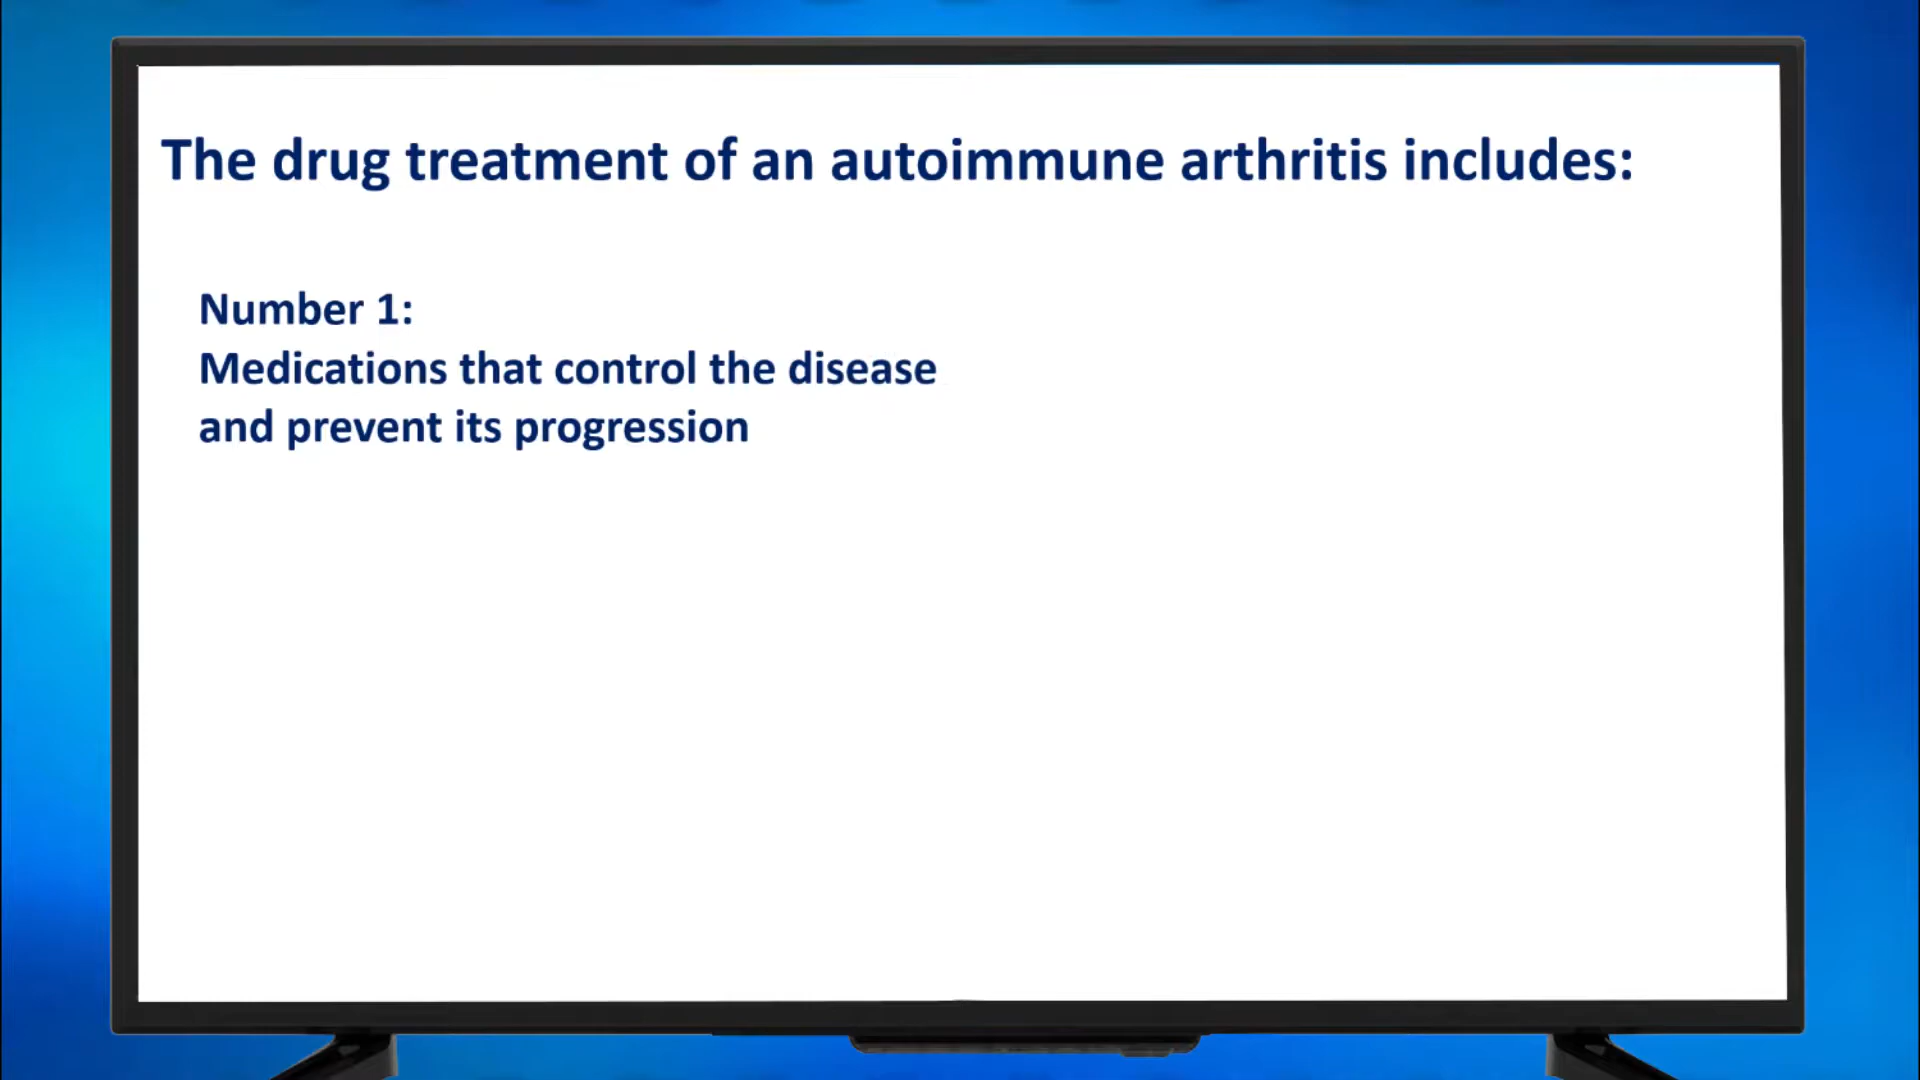 The drug treatment of an autoimmune arthritis includes:
Number 1:
Medications that control the disease
and prevent its progression